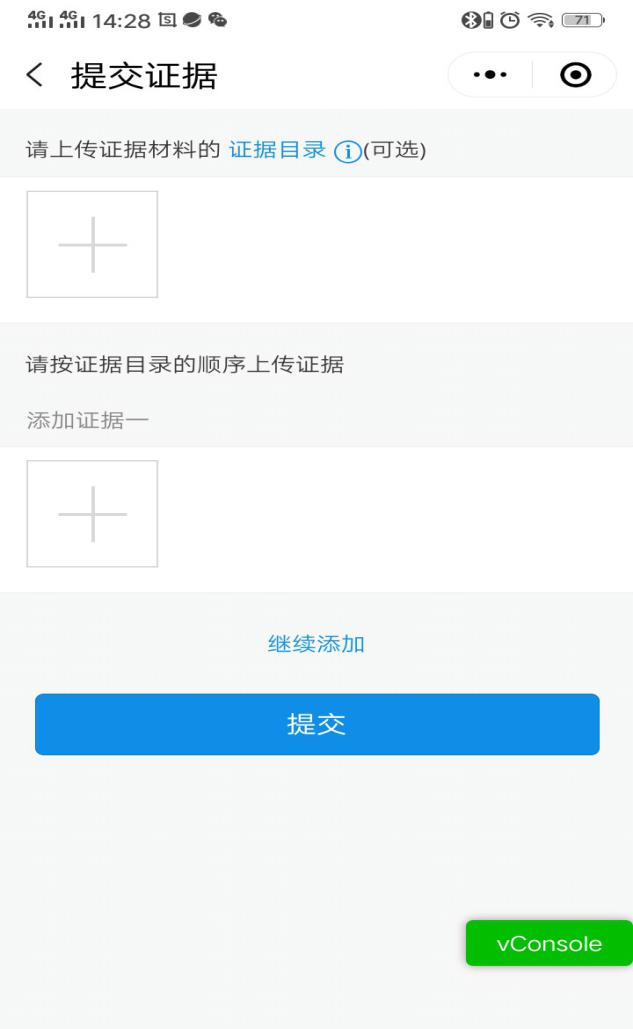 4G 4G 14:28 71
提交证据
请上传证据材料的 证据目录 (可选)
请按证据目录的顺序上传证据
添加证据一
继续添加
提交
vConsole